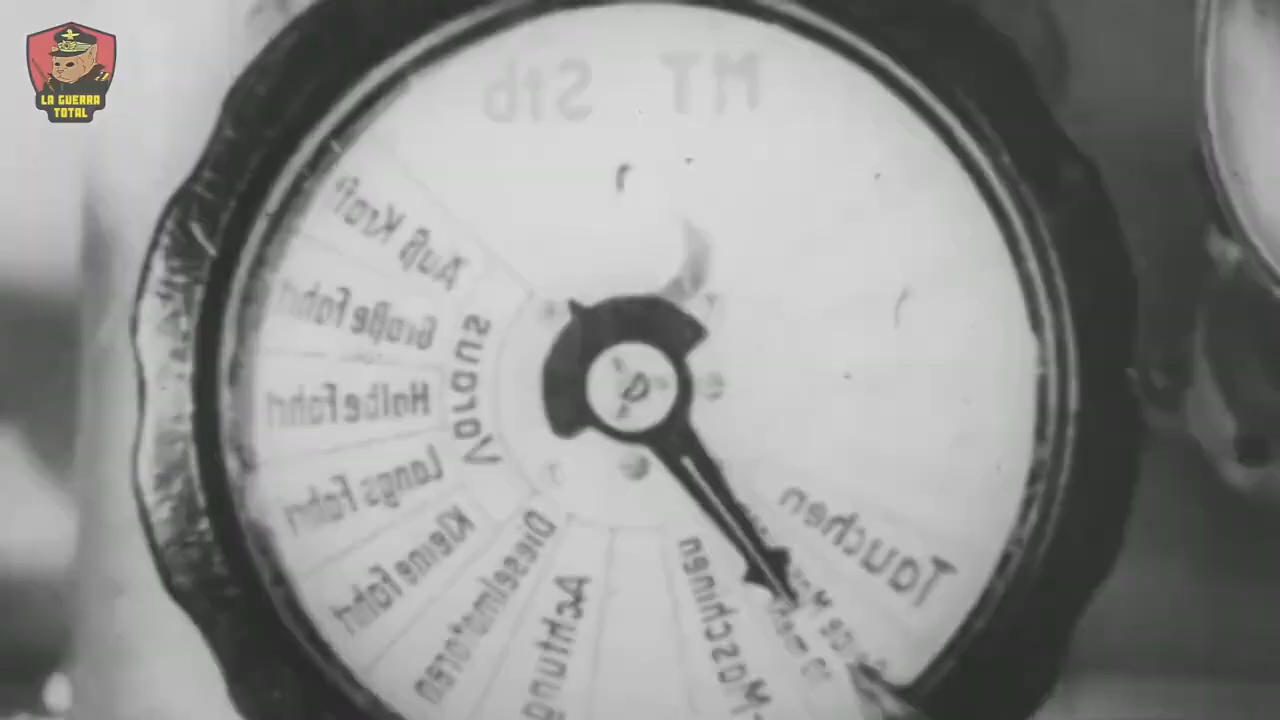 LA GUERRA
TOTAL
MT Stb
Auß Kraft
Große Fahrt
Halbe Fahrt
Langs Fahrt
Kleine Fahrt
Voraus
Dieselmotoren
Achtung
-Maschinen
Tauchen